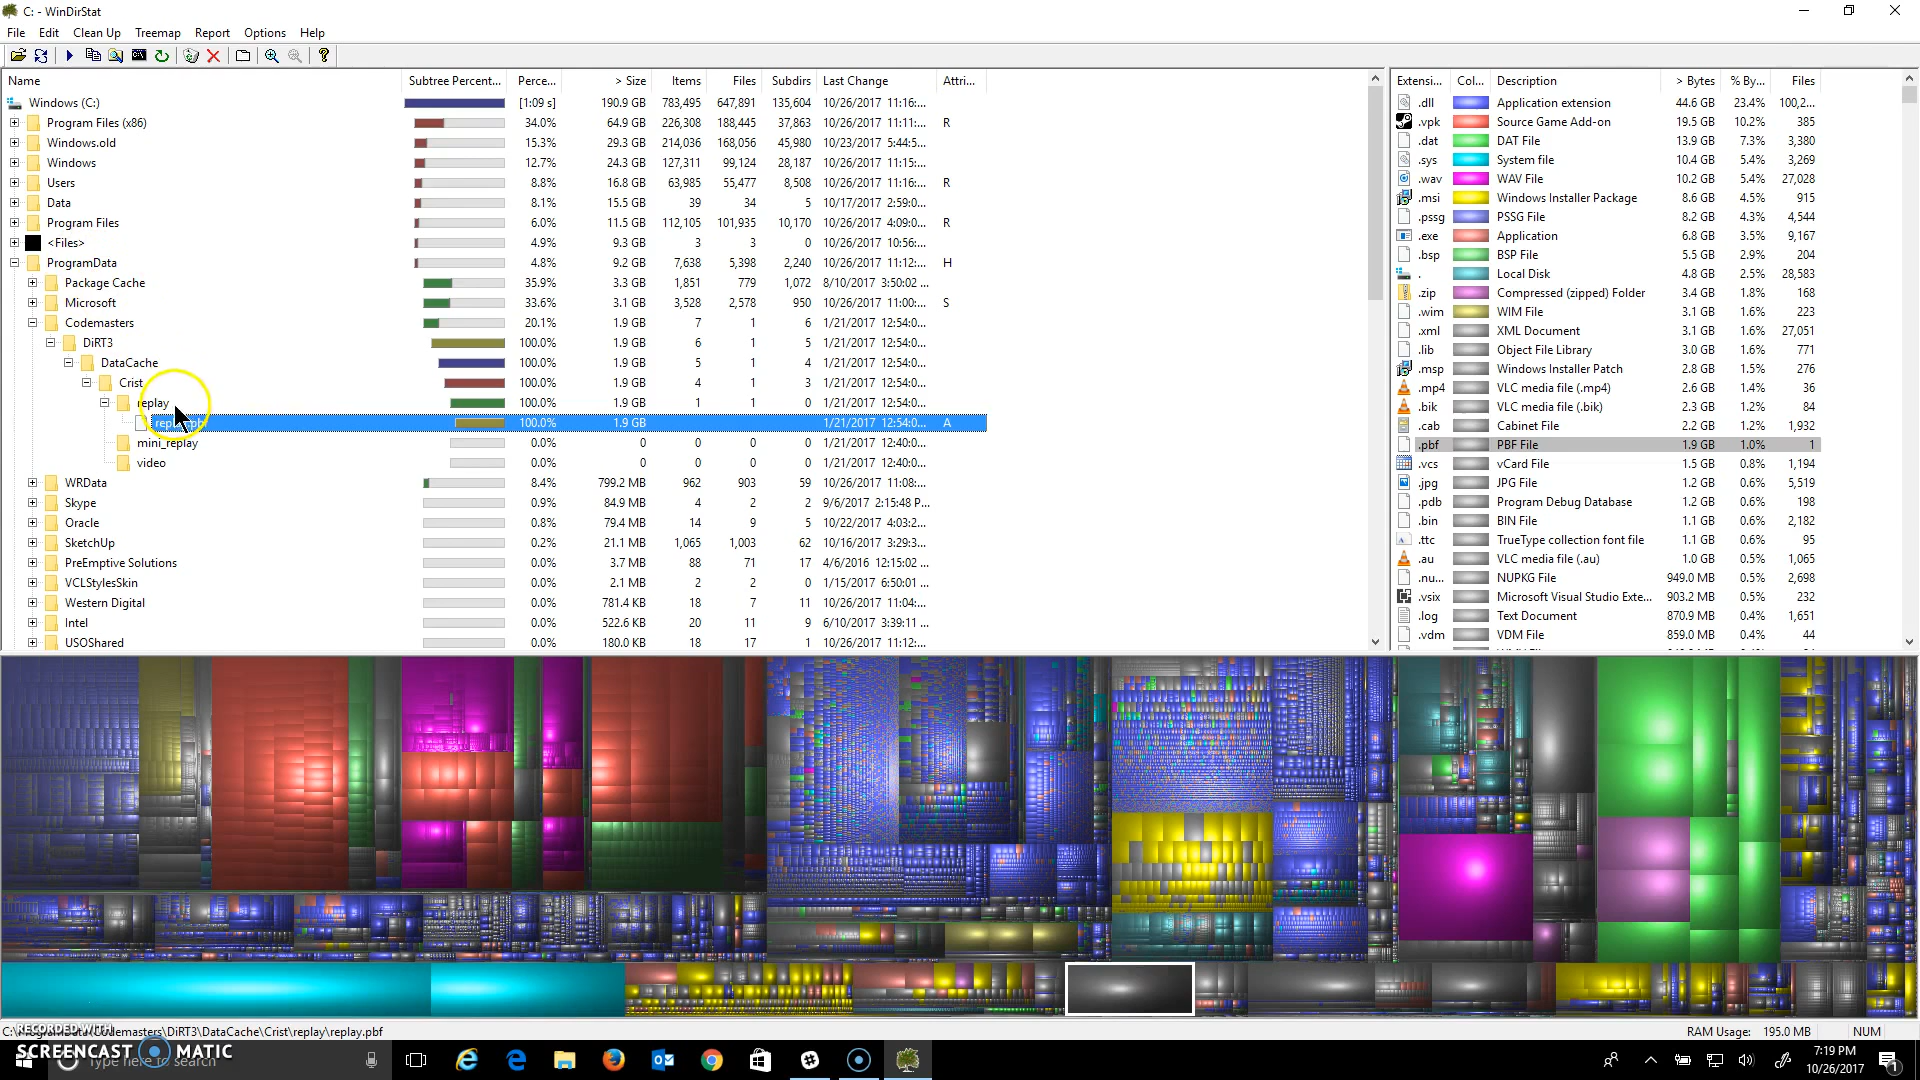 C: - WinDirStat
File Edit Clean Up Treemap Report Options Help
Name Subtree Percent... Perce... > Size Items Files Subdirs Last Change Attri...
Windows (C:) [1:09 s] 190.9 GB 783,495 647,891 135,604 10/26/2017 11:16:...
Program Files (x86) 34.0% 64.9 GB 226,308 188,445 37,863 10/26/2017 11:11:... R
Windows.old 15.3% 29.3 GB 214,036 168,056 45,980 10/23/2017 5:44:5...
Windows 12.7% 24.3 GB 127,311 99,124 28,187 10/26/2017 11:15:...
Users 8.8% 16.8 GB 63,985 55,477 8,508 10/26/2017 11:16:... R
Data 8.1% 15.5 GB 39 34 5 10/17/2017 2:59:0...
Program Files 6.0% 11.5 GB 112,105 101,935 10,170 10/26/2017 4:09:0... R
<Files> 4.9% 9.3 GB 3 3 0 10/26/2017 10:56:...
ProgramData 4.8% 9.2 GB 7,638 5,398 2,240 10/26/2017 11:12:... H
Package Cache 35.9% 3.3 GB 1,851 779 1,072 8/10/2017 3:50:02 ...
Microsoft 33.6% 3.1 GB 3,528 2,578 950 10/26/2017 11:00:... S
Codemasters 20.1% 1.9 GB 7 1 6 1/21/2017 12:54:0...
DiRT3 100.0% 1.9 GB 6 1 5 1/21/2017 12:54:0...
DataCache 100.0% 1.9 GB 5 1 4 1/21/2017 12:54:0...
Crist 100.0% 1.9 GB 4 1 3 1/21/2017 12:54:0...
replay 100.0% 1.9 GB 1 1 0 1/21/2017 12:54:0...
100.0% 1.9 GB 1/21/2017 12:54:0... A
mini_replay 0.0% 0 0 0 0 1/21/2017 12:40:0...
video 0.0% 0 0 0 0 1/21/2017 12:40:0...
WRData 8.4% 799.2 MB 962 903 59 10/26/2017 11:08:...
Skype 0.9% 84.9 MB 4 2 2 9/6/2017 2:15:48 P...
Oracle 0.8% 79.4 MB 14 9 5 10/22/2017 4:03:2...
SketchUp 0.2% 21.1 MB 1,065 1,003 62 10/16/2017 3:29:3...
PreEmptive Solutions 0.0% 3.7 MB 88 71 17 4/6/2016 12:15:02 ...
VCLStylesSkin 0.0% 2.1 MB 2 2 0 1/15/2017 6:50:01 ...
Western Digital 0.0% 781.4 KB 18 7 11 10/26/2017 11:04:...
Intel 0.0% 522.6 KB 20 11 9 6/10/2017 3:39:11 ...
USOShared 0.0% 180.0 KB 18 17 1 10/26/2017 11:12:...
Extensi... Col... Description > Bytes % By... Files
.dll Application extension 44.6 GB 23.4% 100,2...
.vpk Source Game Add-on 19.5 GB 10.2% 385
.dat DAT File 13.9 GB 7.3% 3,380
.sys System file 10.4 GB 5.4% 3,269
.wav WAV File 10.2 GB 5.4% 27,028
.msi Windows Installer Package 8.6 GB 4.5% 915
.pssg PSSG File 8.2 GB 4.3% 4,544
.exe Application 6.8 GB 3.5% 9,167
.bsp BSP File 5.5 GB 2.9% 204
. Local Disk 4.8 GB 2.5% 28,583
.zip Compressed (zipped) Folder 3.4 GB 1.8% 168
.wim WIM File 3.1 GB 1.6% 223
.xml XML Document 3.1 GB 1.6% 27,051
.lib Object File Library 3.0 GB 1.6% 771
.msp Windows Installer Patch 2.8 GB 1.5% 276
.mp4 VLC media file (.mp4) 2.6 GB 1.4% 36
.bik VLC media file (.bik) 2.3 GB 1.2% 84
.cab Cabinet File 2.2 GB 1.2% 1,932
.pbf PBF File 1.9 GB 1.0% 1
.vcs vCard File 1.5 GB 0.8% 1,194
.jpg JPG File 1.2 GB 0.6% 5,519
.pdb Program Debug Database 1.2 GB 0.6% 198
.bin BIN File 1.1 GB 0.6% 2,182
.ttc TrueType collection font file 1.1 GB 0.6% 95
.au VLC media file (.au) 1.0 GB 0.5% 1,065
.nu... NUPKG File 949.0 MB 0.5% 2,698
.vsix Microsoft Visual Studio Exte... 903.2 MB 0.5% 232
.log Text Document 870.9 MB 0.4% 1,651
.vdm VDM File 859.0 MB 0.4% 44
C:\ProgramData\Codemasters\DiRT3\DataCache\Crist\replay\replay.pbf
RAM Usage: 195.0 MB NUM
RECORDED WITH
SCREENCAST MATIC
Type here to search
7:19 PM
10/26/2017
1